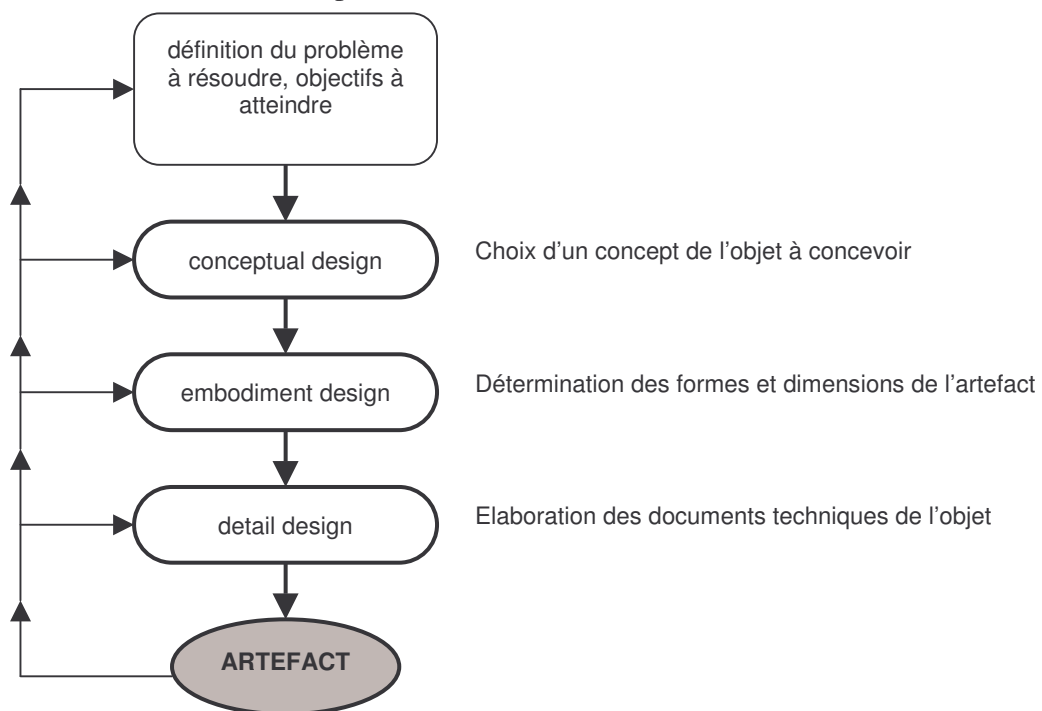 définition du problème
à résoudre, objectifs à
atteindre
conceptual design
Choix d'un concept de l'objet à concevoir
embodiment design
Détermination des formes et dimensions de l'artefact
detail design
Elaboration des documents techniques de l'objet
ARTEFACT